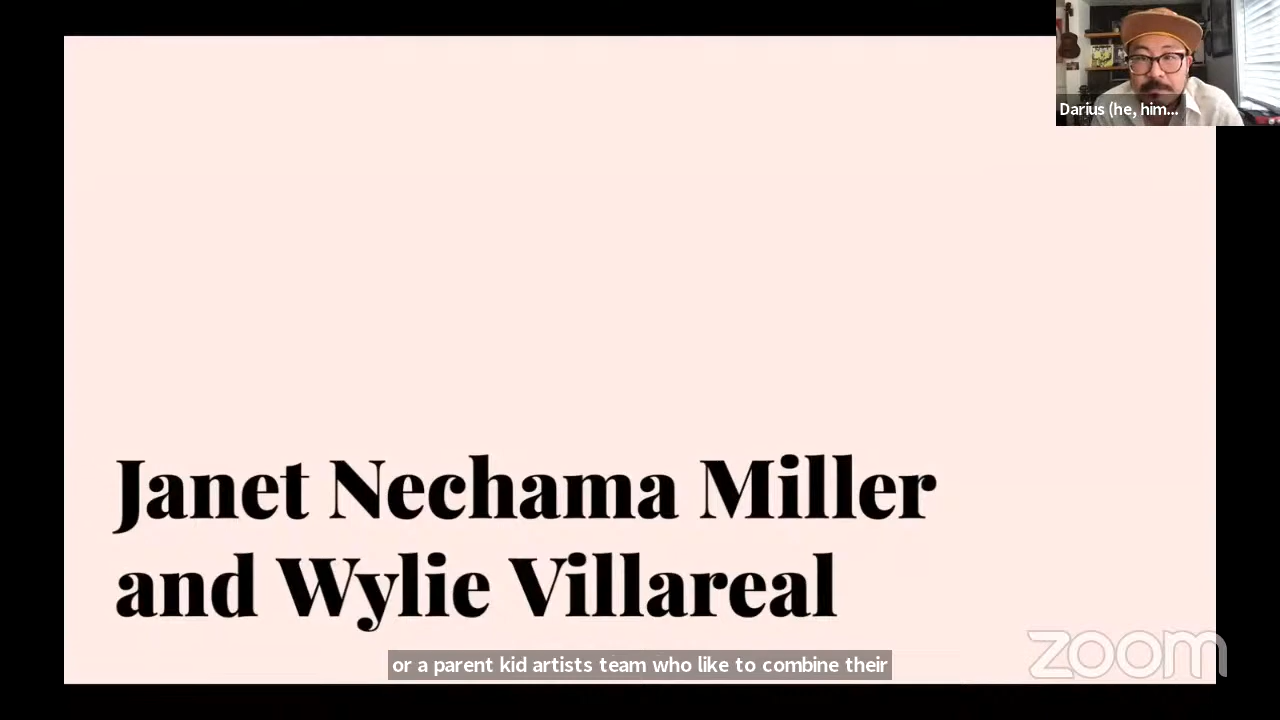 Darius (he, him...
Janet Nechama Miller
and Wylie Villareal
or a parent kid artists team who like to combine their
zoom